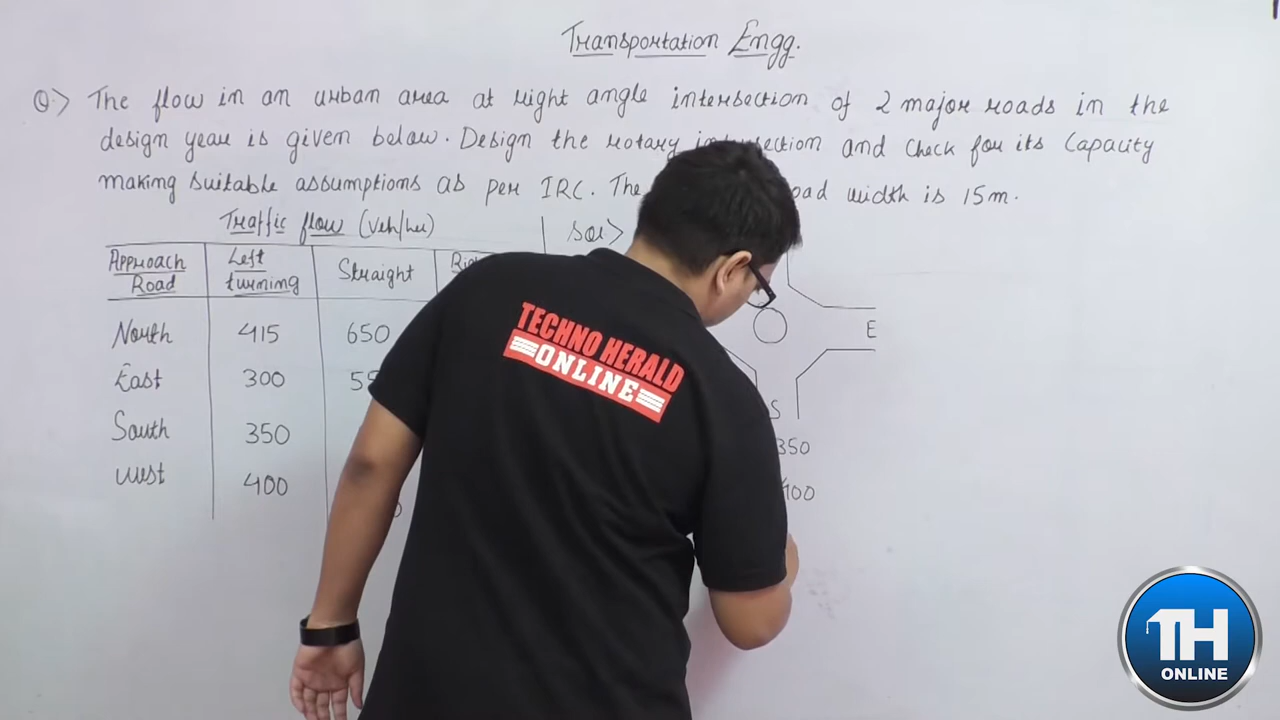 Transportation Engg.
Q.> The flow in an urban area at right angle intersection of 2 major roads in the
design year is given below. Design the rotary intersection and check for its Capacity
making suitable assumptions as per IRC. The road width is 15m.
Traffic flow (Veh/hr)
Approach Road Left turning Straight
North 415 650
East 300
South 350
West 400
Sol>
E
S
350
400
TECHNO HERALD
ONLINE
TH
ONLINE